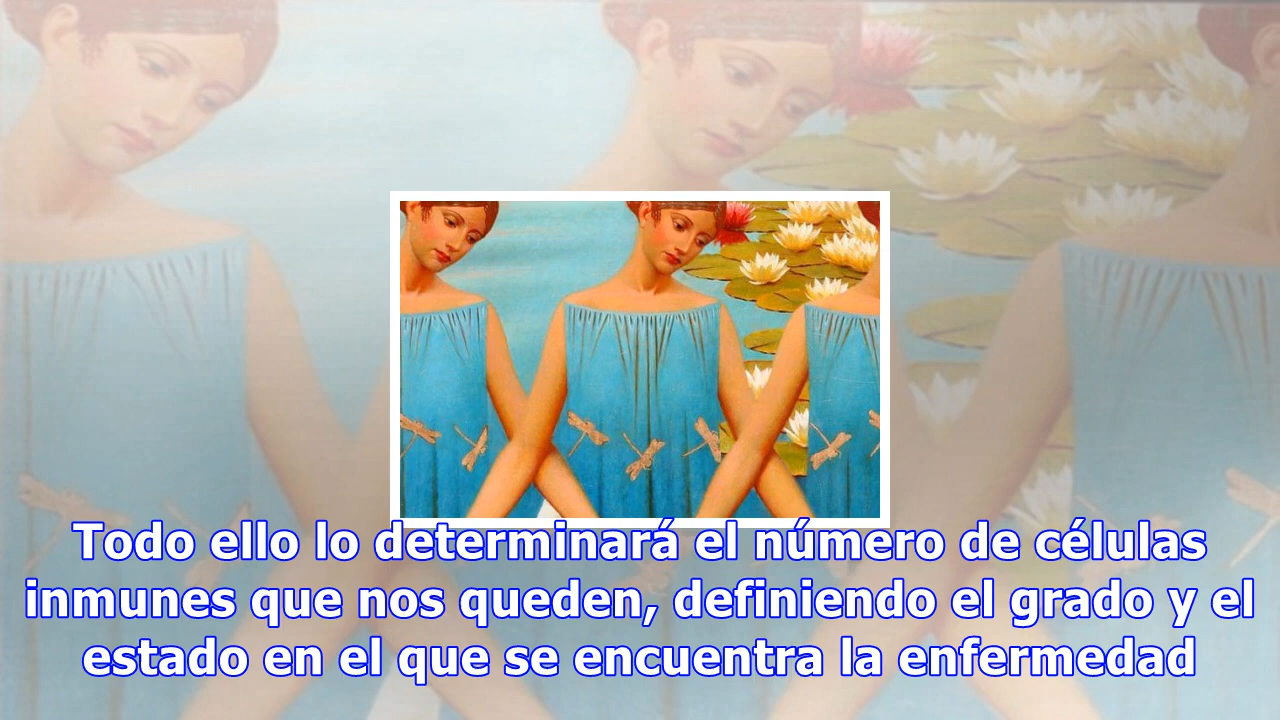 Todo ello lo determinará el número de células
inmunes que nos queden, definiendo el grado y el
estado en el que se encuentra la enfermedad